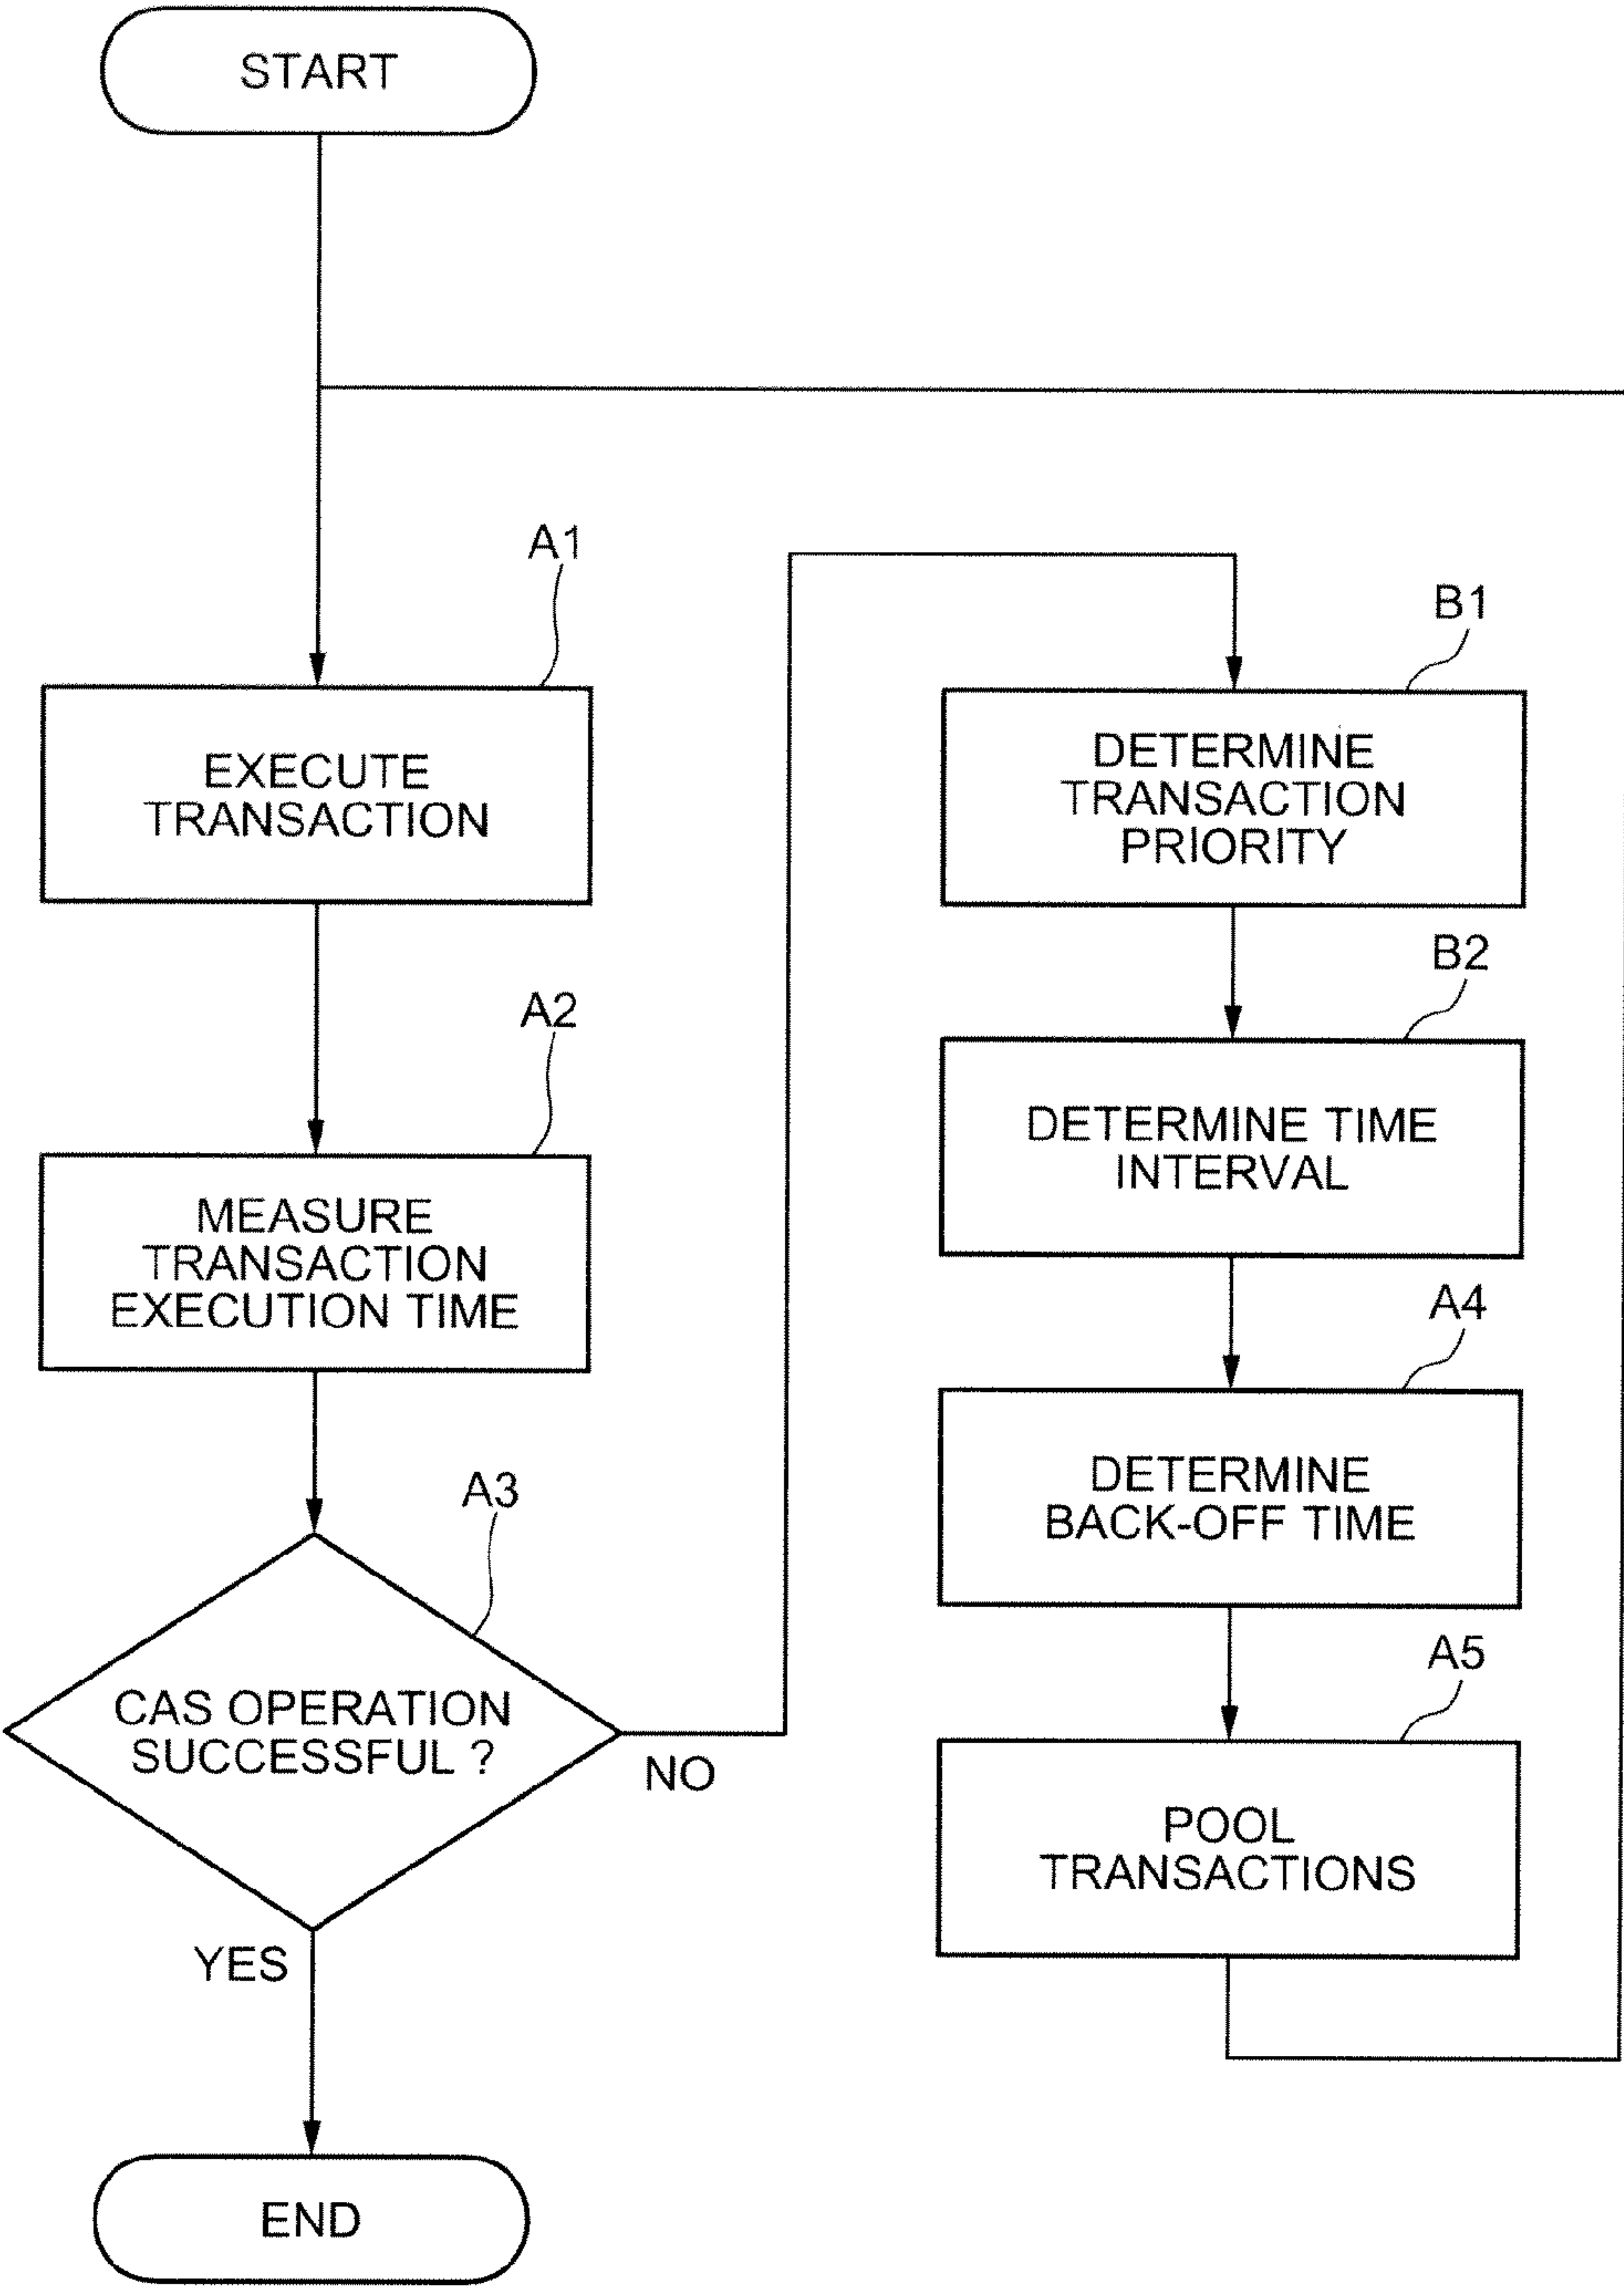 START
A1
EXECUTE
TRANSACTION
A2
MEASURE
TRANSACTION
EXECUTION TIME
A3
CAS OPERATION
SUCCESSFUL ?
NO
YES
END
B1
DETERMINE
TRANSACTION
PRIORITY
B2
DETERMINE TIME
INTERVAL
A4
DETERMINE
BACK-OFF TIME
A5
POOL
TRANSACTIONS